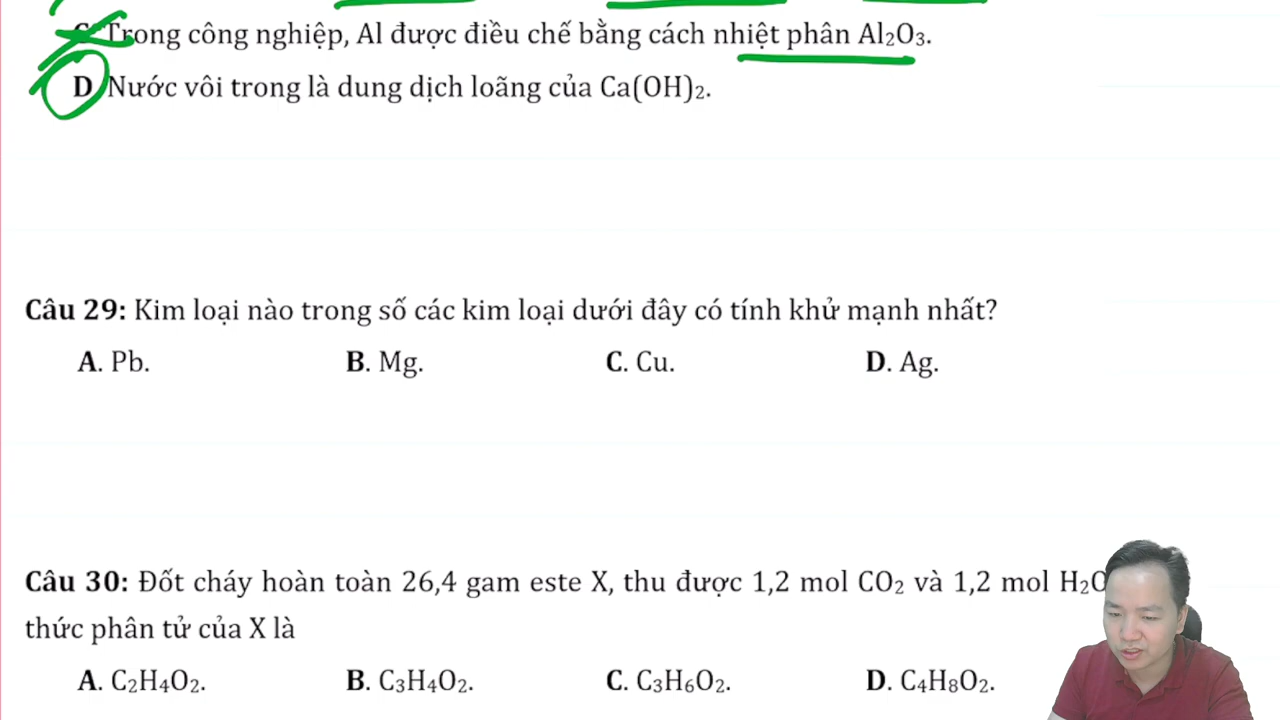 C. Trong công nghiệp, Al được điều chế bằng cách nhiệt phân Al₂O₃.
D. Nước vôi trong là dung dịch loãng của Ca(OH)₂.
Câu 29: Kim loại nào trong số các kim loại dưới đây có tính khử mạnh nhất?
A. Pb. B. Mg. C. Cu. D. Ag.
Câu 30: Đốt cháy hoàn toàn 26,4 gam este X, thu được 1,2 mol CO₂ và 1,2 mol H₂O
thức phân tử của X là
A. C₂H₄O₂. B. C₃H₄O₂. C. C₃H₆O₂. D. C₄H₈O₂.